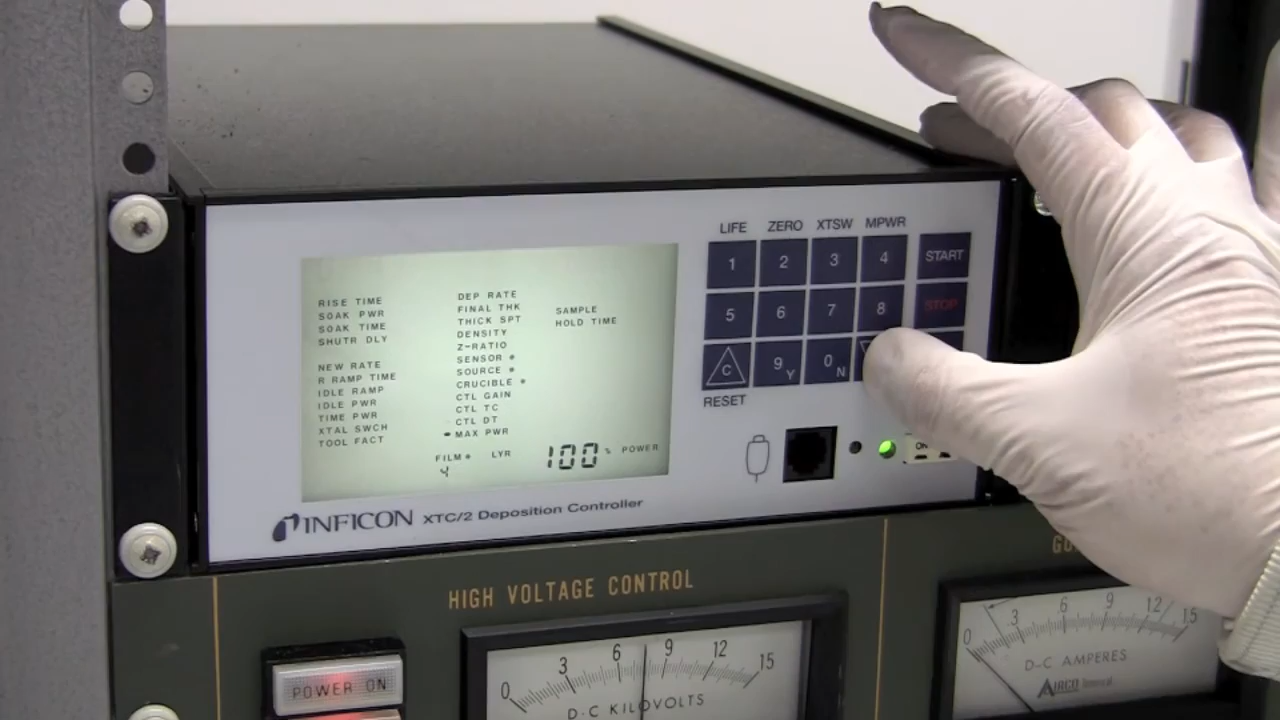 LIFE ZERO XTSW MPWR
1 2 3 4 START
5 6 7 8 STOP
C 9 Y 0 N
RESET
RISE TIME
SOAK PWR
SOAK TIME
SHUTR DLY
NEW RATE
R RAMP TIME
IDLE RAMP
IDLE PWR
TIME PWR
XTAL SWCH
TOOL FACT
DEP RATE
FINAL THK
THICK SPT
DENSITY
Z-RATIO
SENSOR
SOURCE
CRUCIBLE
CTL GAIN
CTL TC
CTL DT
MAX PWR
SAMPLE
HOLD TIME
FILM LYR 100 % POWER
4
ON
INFICON XTC/2 Deposition Controller
HIGH VOLTAGE CONTROL
POWER ON
0 3 6 9 12 15
D-C KILOVOLTS
0 3 6 9 12 15
D-C AMPERES